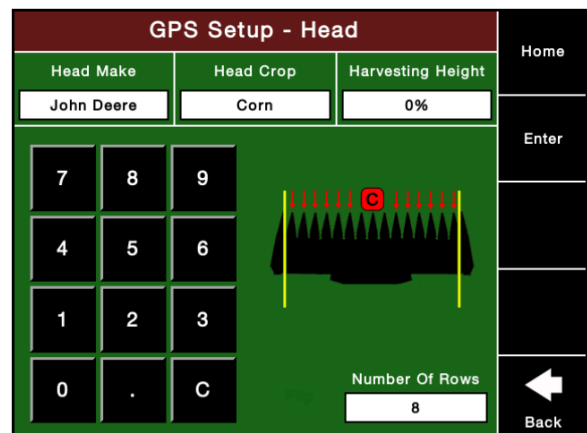 GPS Setup - Head
Home
Head Make
Head Crop
Harvesting Height
John Deere
Corn
0%
Enter
7
8
9
C
4
5
6
1
2
3
0
.
C
Number Of Rows
8
Back